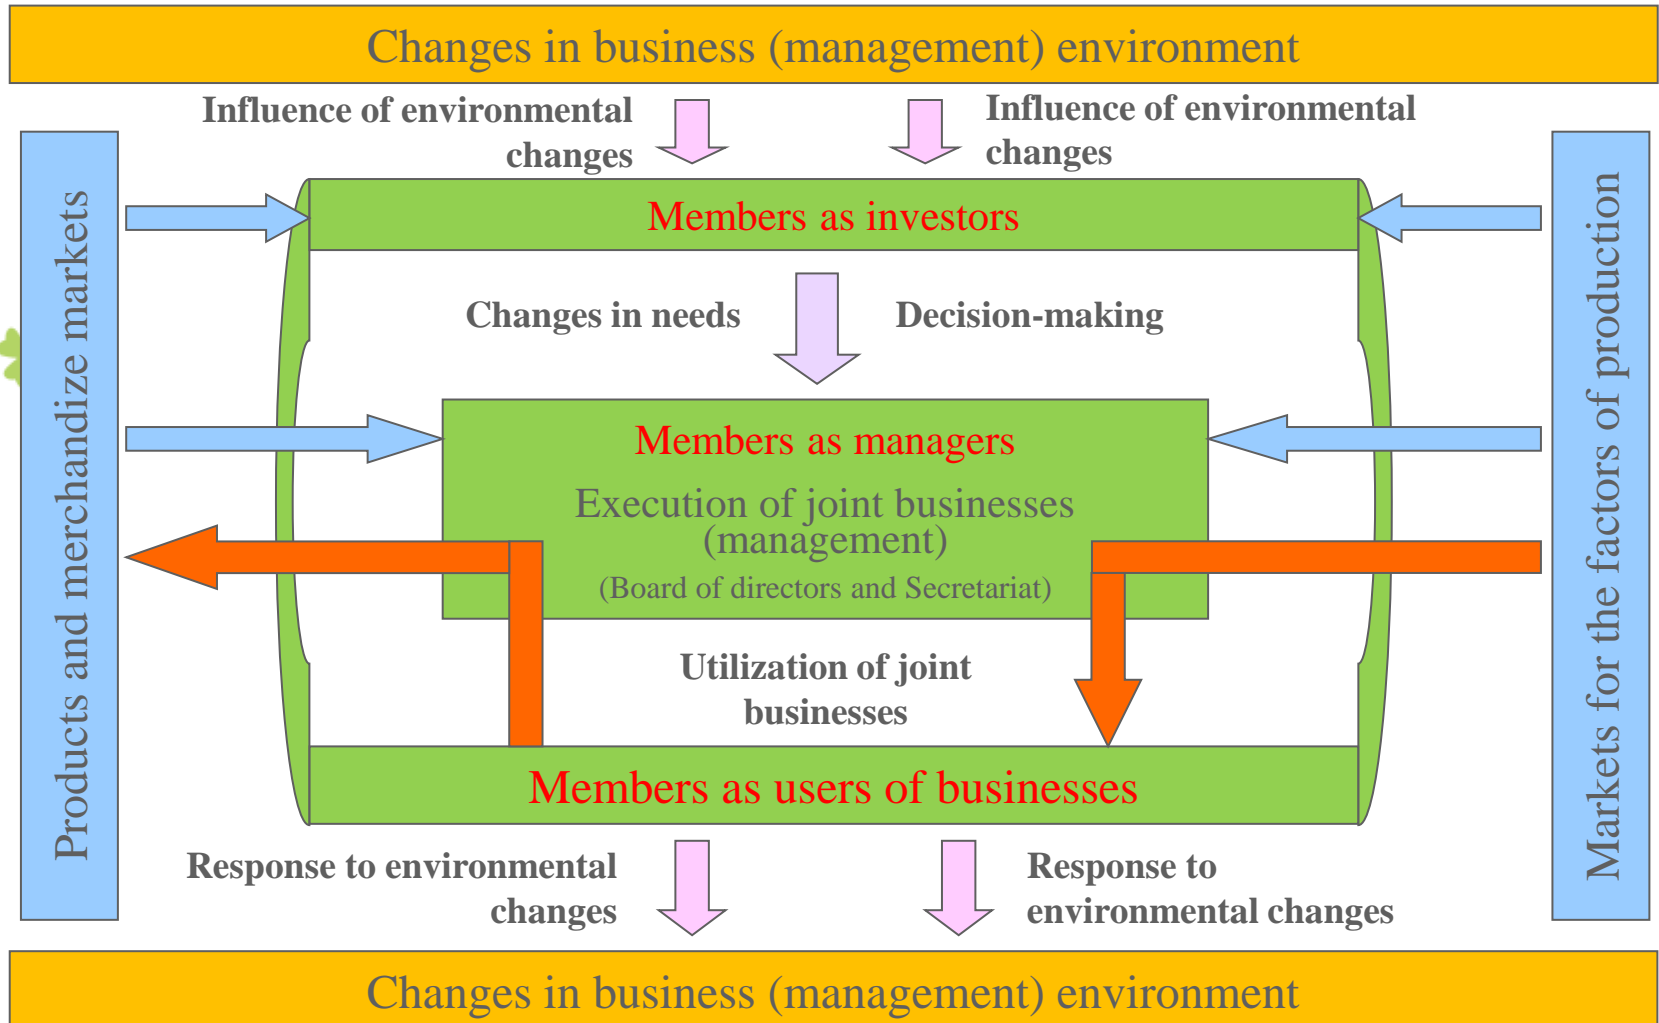 Changes in business (management) environment
Influence of environmental
changes
Influence of environmental
changes
Products and merchandize markets
Members as investors
Markets for the factors of production
Changes in needs
Decision-making
Members as managers
Execution of joint businesses
(management)
(Board of directors and Secretariat)
Utilization of joint
businesses
Members as users of businesses
Response to environmental
changes
Response to
environmental changes
Changes in business (management) environment